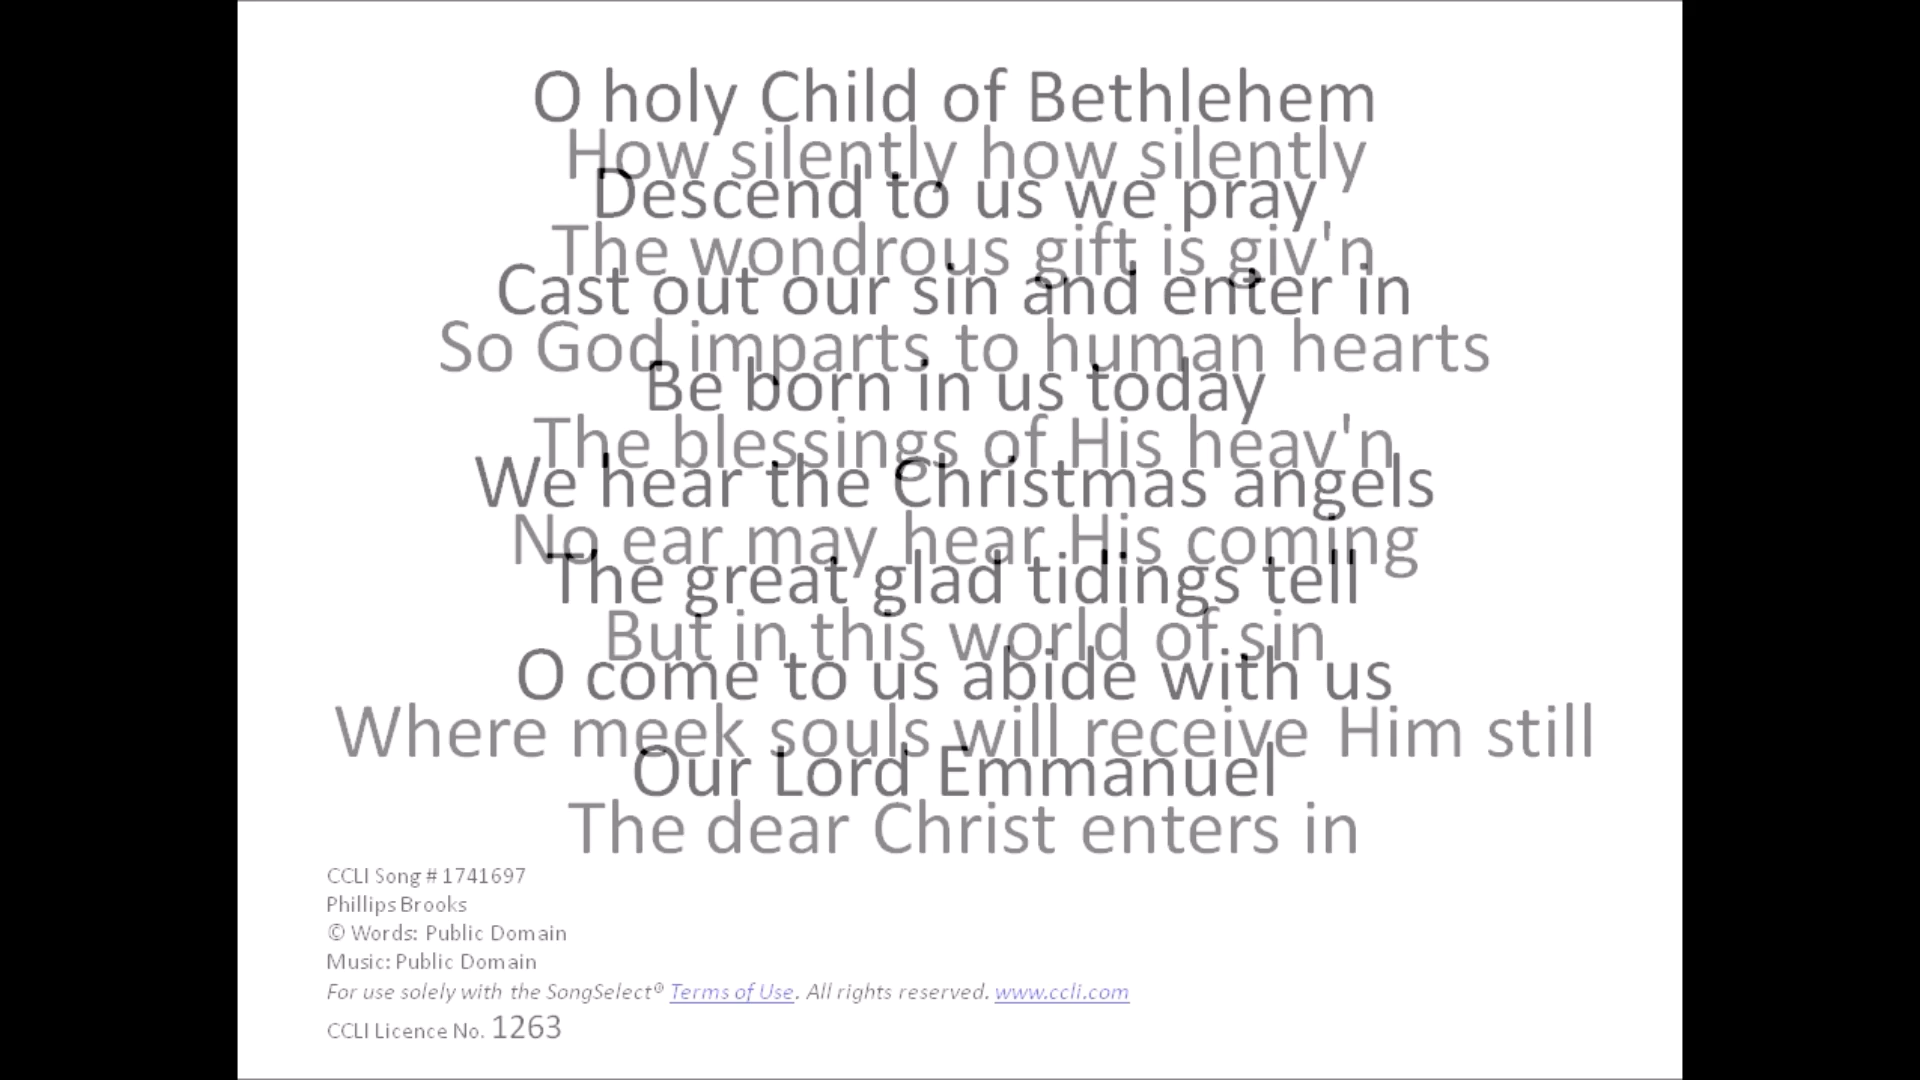 O holy Child of Bethlehem
How silently how silently
Descend to us we pray
The wondrous gift is giv'n
Cast out our sin and enter in
So God imparts to human hearts
Be born in us today
The blessings of His heav'n
We hear the Christmas angels
No ear may hear His coming
The great glad tidings tell
But in this world of sin
O come to us abide with us
Where meek souls will receive Him still
Our Lord Emmanuel
The dear Christ enters in
CCLI Song # 1741697
Phillips Brooks
© Words: Public Domain
Music: Public Domain
For use solely with the SongSelect® Terms of Use. All rights reserved. www.ccli.com
CCLI Licence No. 1263